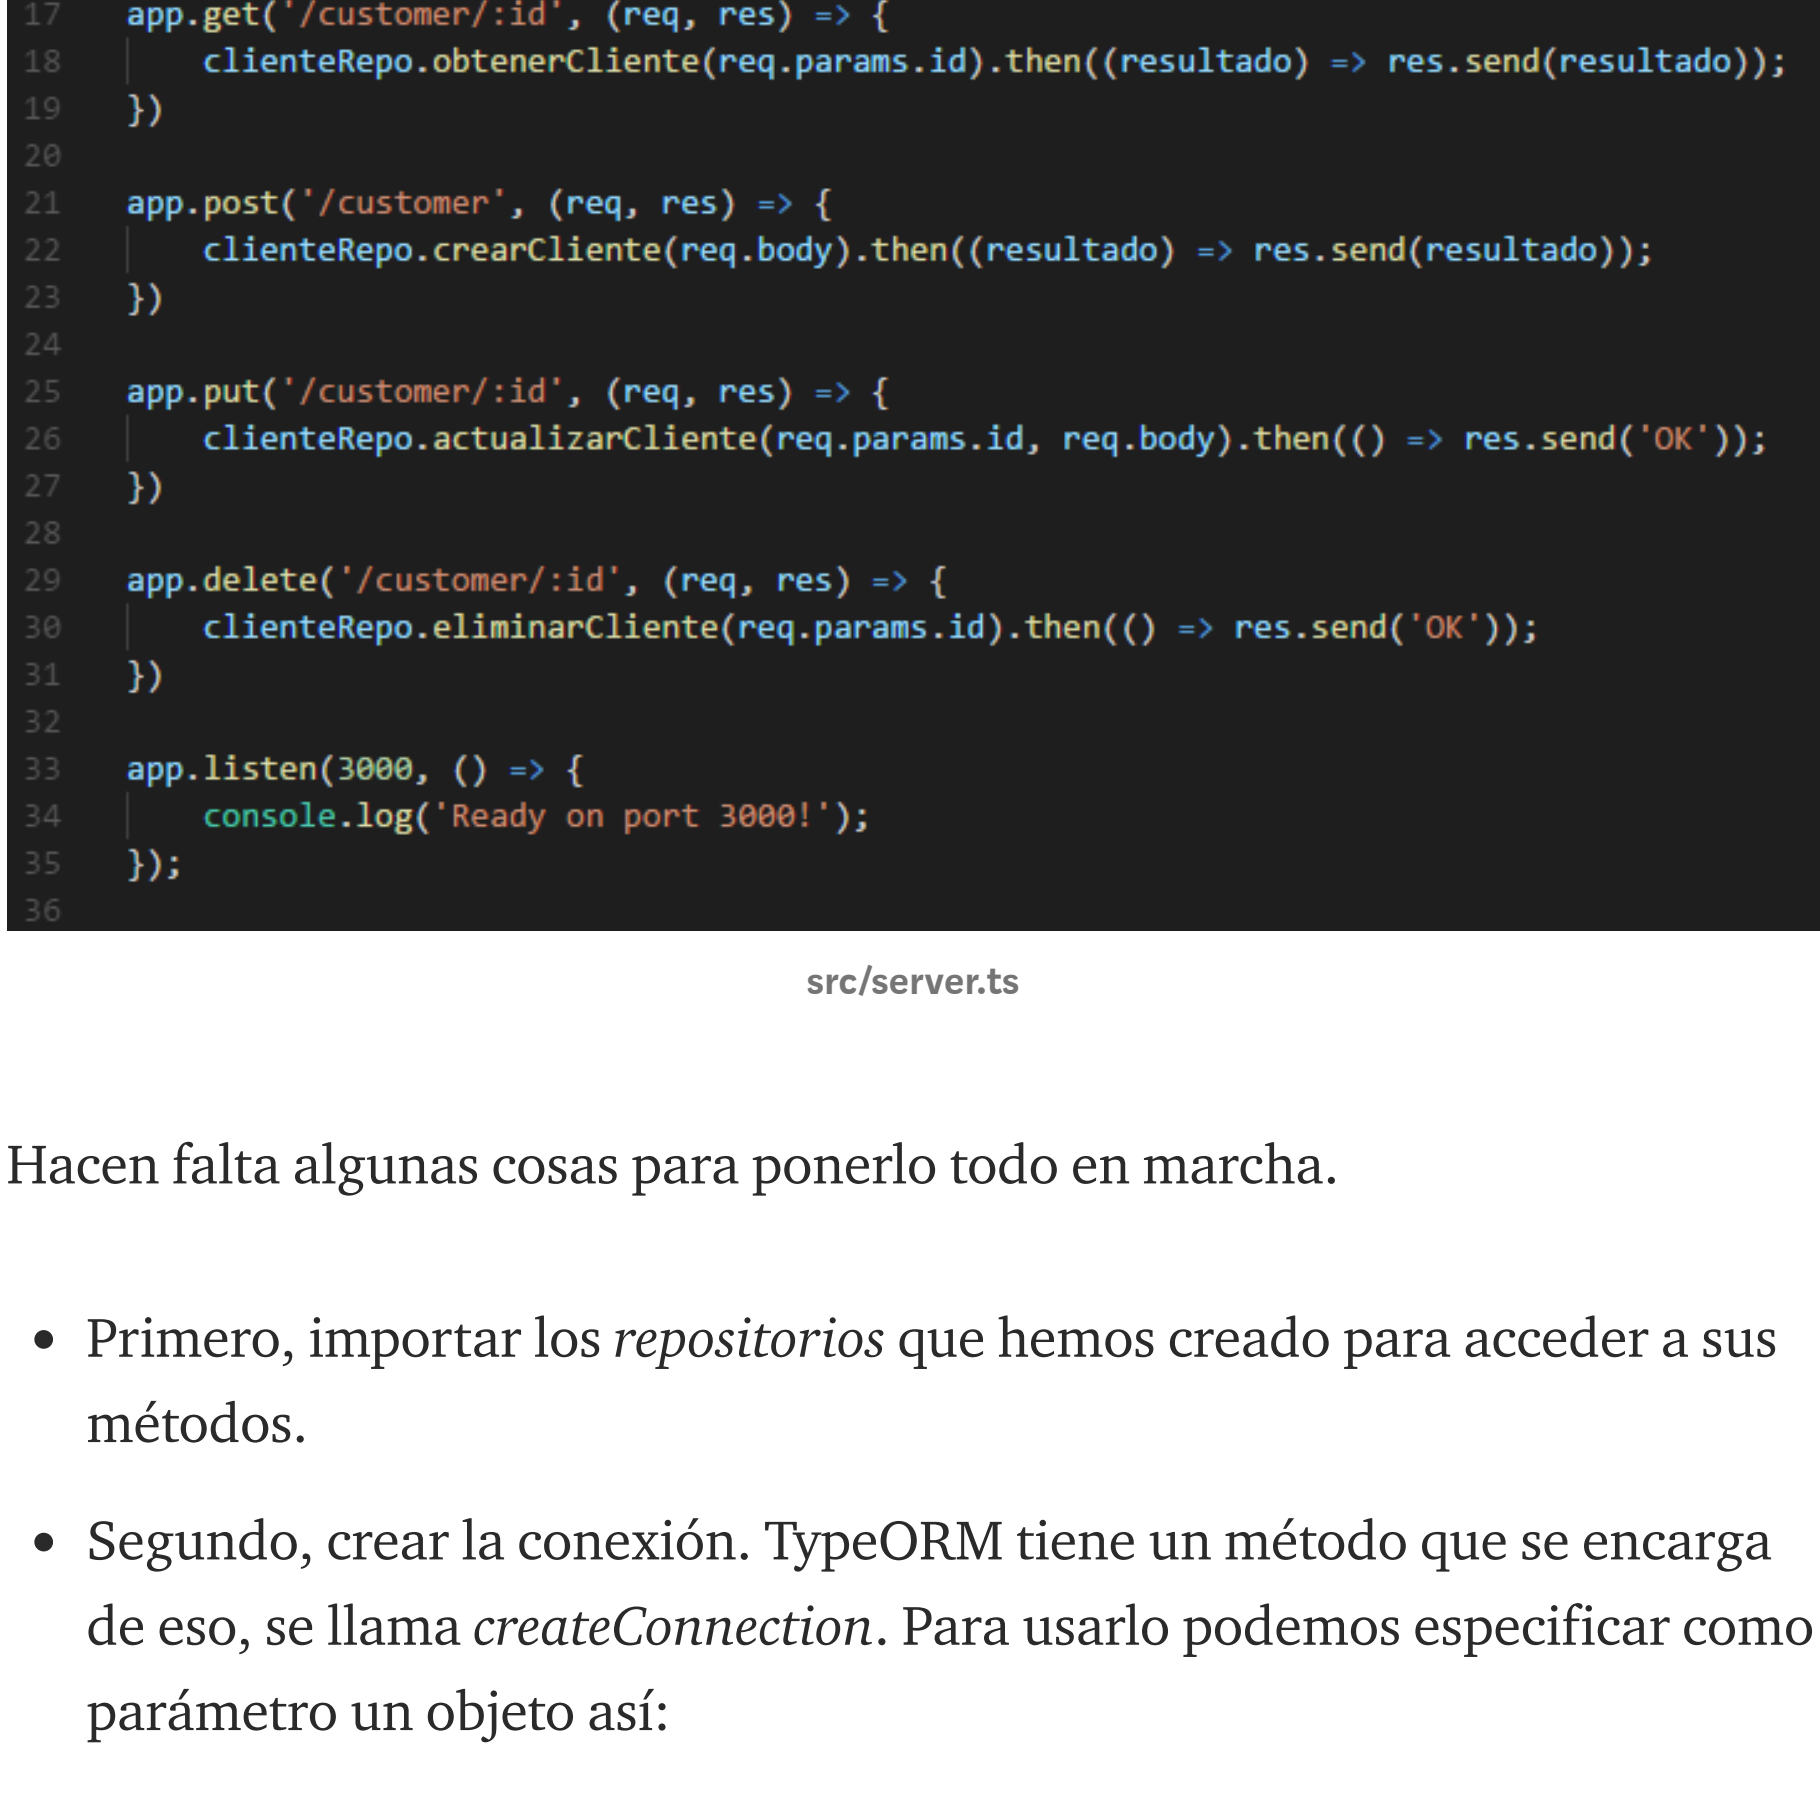 17 app.get('/customer/:id', (req, res) => {
18 clienteRepo.obtenerCliente(req.params.id).then((resultado) => res.send(resultado));
19 })
20
21 app.post('/customer', (req, res) => {
22 clienteRepo.crearCliente(req.body).then((resultado) => res.send(resultado));
23 })
24
25 app.put('/customer/:id', (req, res) => {
26 clienteRepo.actualizarCliente(req.params.id, req.body).then(() => res.send('OK'));
27 })
28
29 app.delete('/customer/:id', (req, res) => {
30 clienteRepo.eliminarCliente(req.params.id).then(() => res.send('OK'));
31 })
32
33 app.listen(3000, () => {
34 console.log('Ready on port 3000!');
35 });
36
src/server.ts
Hacen falta algunas cosas para ponerlo todo en marcha.
• Primero, importar los repositorios que hemos creado para acceder a sus
métodos.
• Segundo, crear la conexión. TypeORM tiene un método que se encarga
de eso, se llama createConnection. Para usarlo podemos especificar como
parámetro un objeto así: